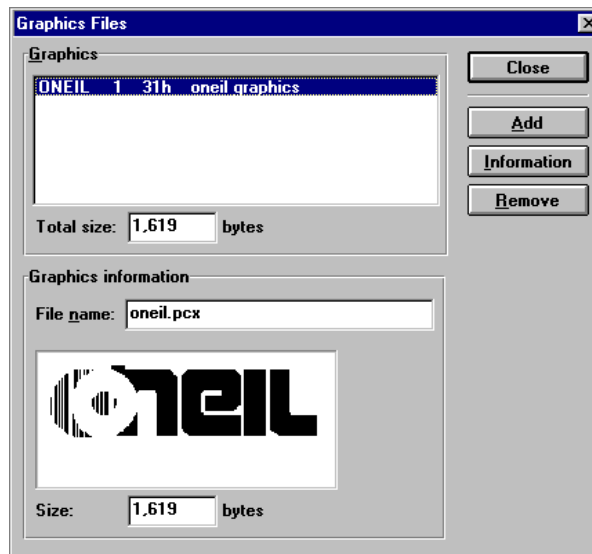 Graphics Files
Graphics
ONEIL 1 31h oneil graphics
Total size: 1,619 bytes
Close
Add
Information
Remove
Graphics information
File name: oneil.pcx
oneil
Size: 1,619 bytes